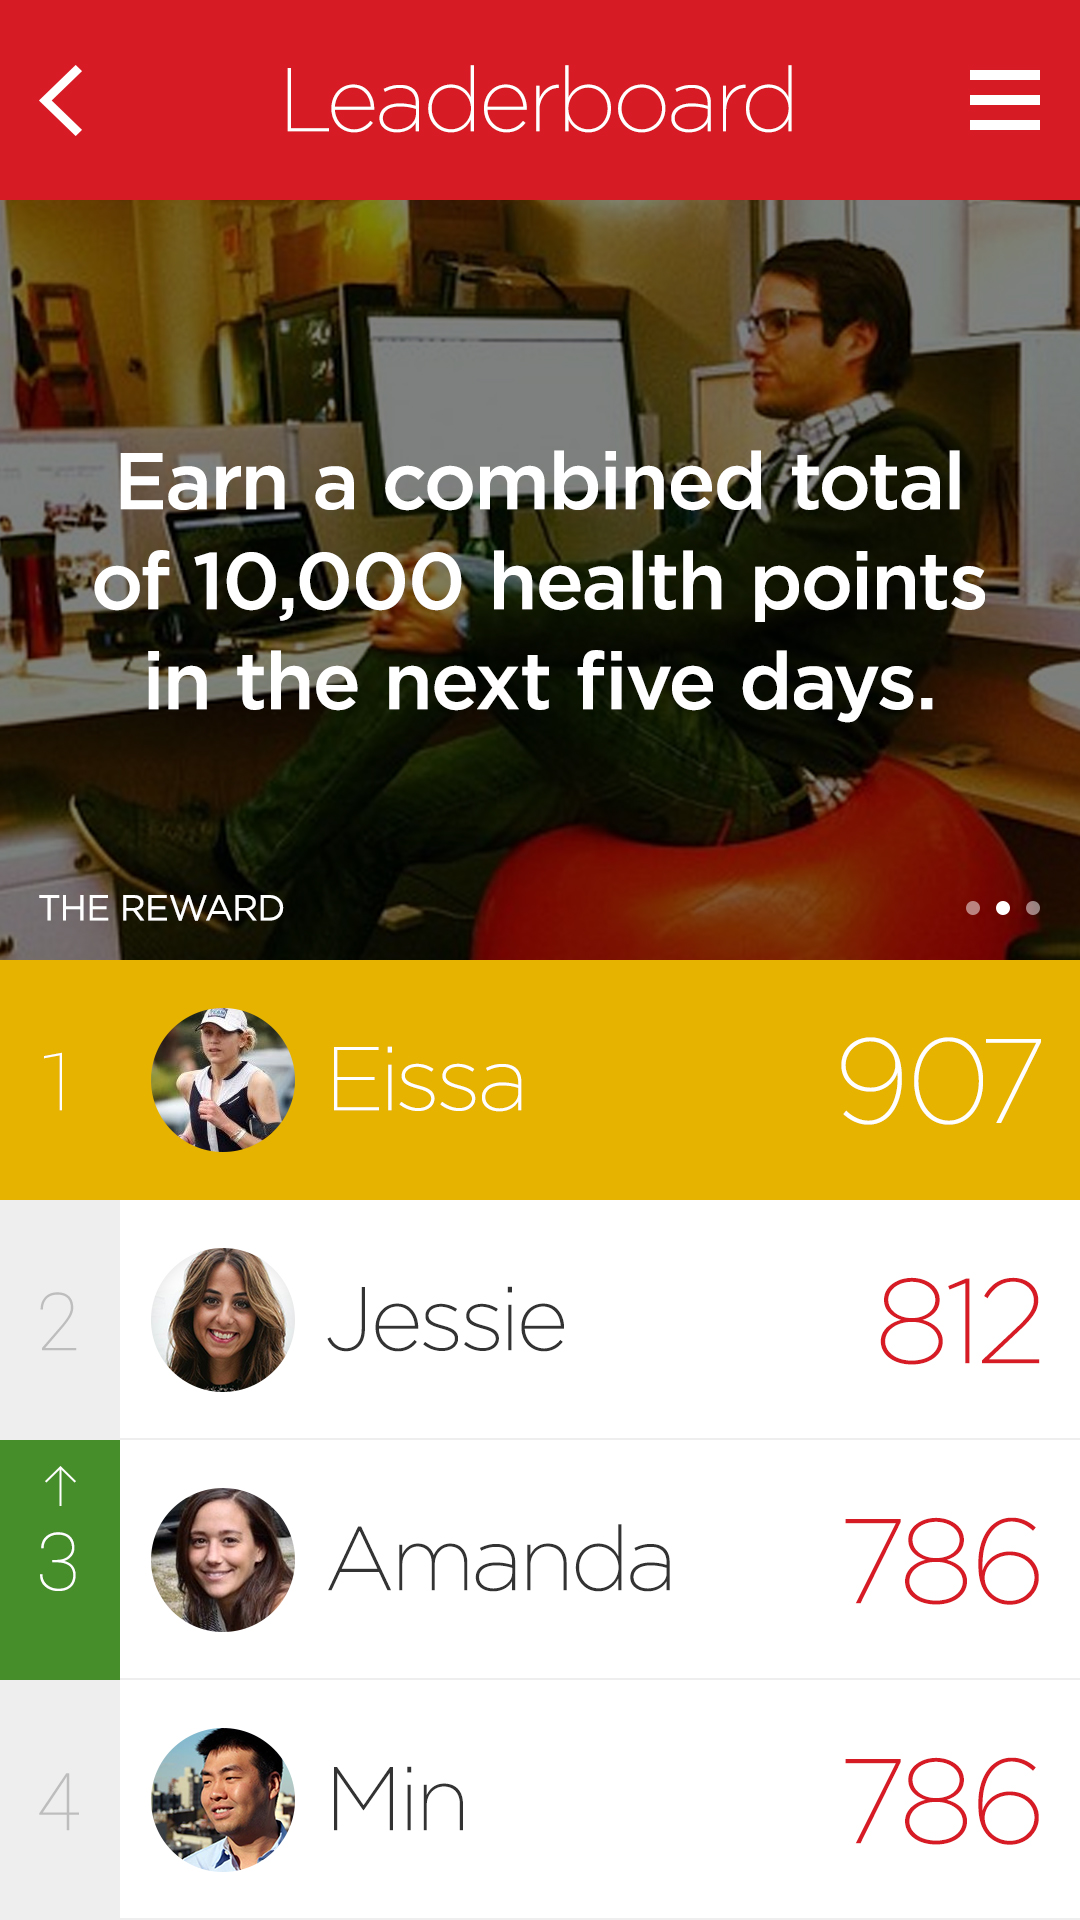 Leaderboard
Earn a combined total
of 10,000 health points
in the next five days.
THE REWARD
1 Eissa 907
2 Jessie 812
↑
3 Amanda 786
4 Min 786